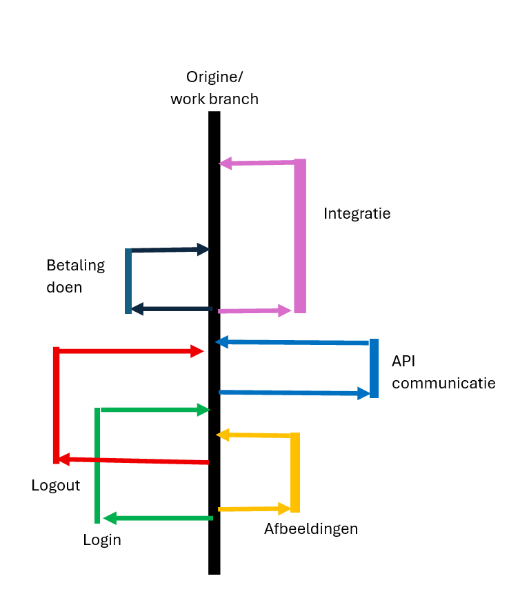 Origine/
work branch
Integratie
Betaling
doen
API
communicatie
Logout
Afbeeldingen
Login